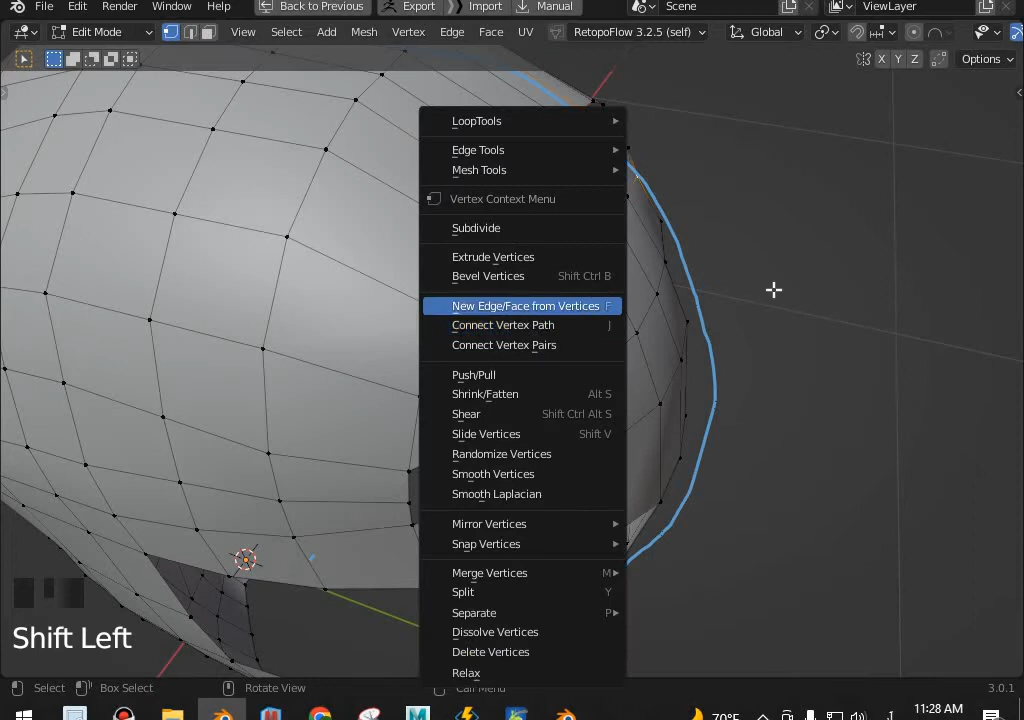 File Edit Render Window Help Back to Previous Export Import Manual Scene ViewLayer
Edit Mode View Select Add Mesh Vertex Edge Face UV RetopoFlow 3.2.5 (self) Global
X Y Z Options
LoopTools
Edge Tools
Mesh Tools
Vertex Context Menu
Subdivide
Extrude Vertices
Bevel Vertices Shift Ctrl B
New Edge/Face from Vertices F
Connect Vertex Path J
Connect Vertex Pairs
Push/Pull
Shrink/Fatten Alt S
Shear Shift Ctrl Alt S
Slide Vertices Shift V
Randomize Vertices
Smooth Vertices
Smooth Laplacian
Mirror Vertices
Snap Vertices
Merge Vertices M
Split Y
Separate P
Dissolve Vertices
Delete Vertices
Relax
Shift Left
Select Box Select Rotate View Call Menu 3.0.1
70°F 11:28 AM